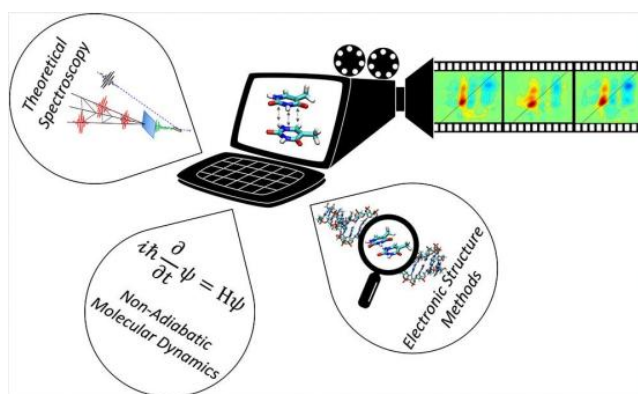 Theoretical
Spectroscopy
iħ ∂/∂t ψ = Hψ
Non-Adiabatic
Molecular Dynamics
Electronic Structure
Methods